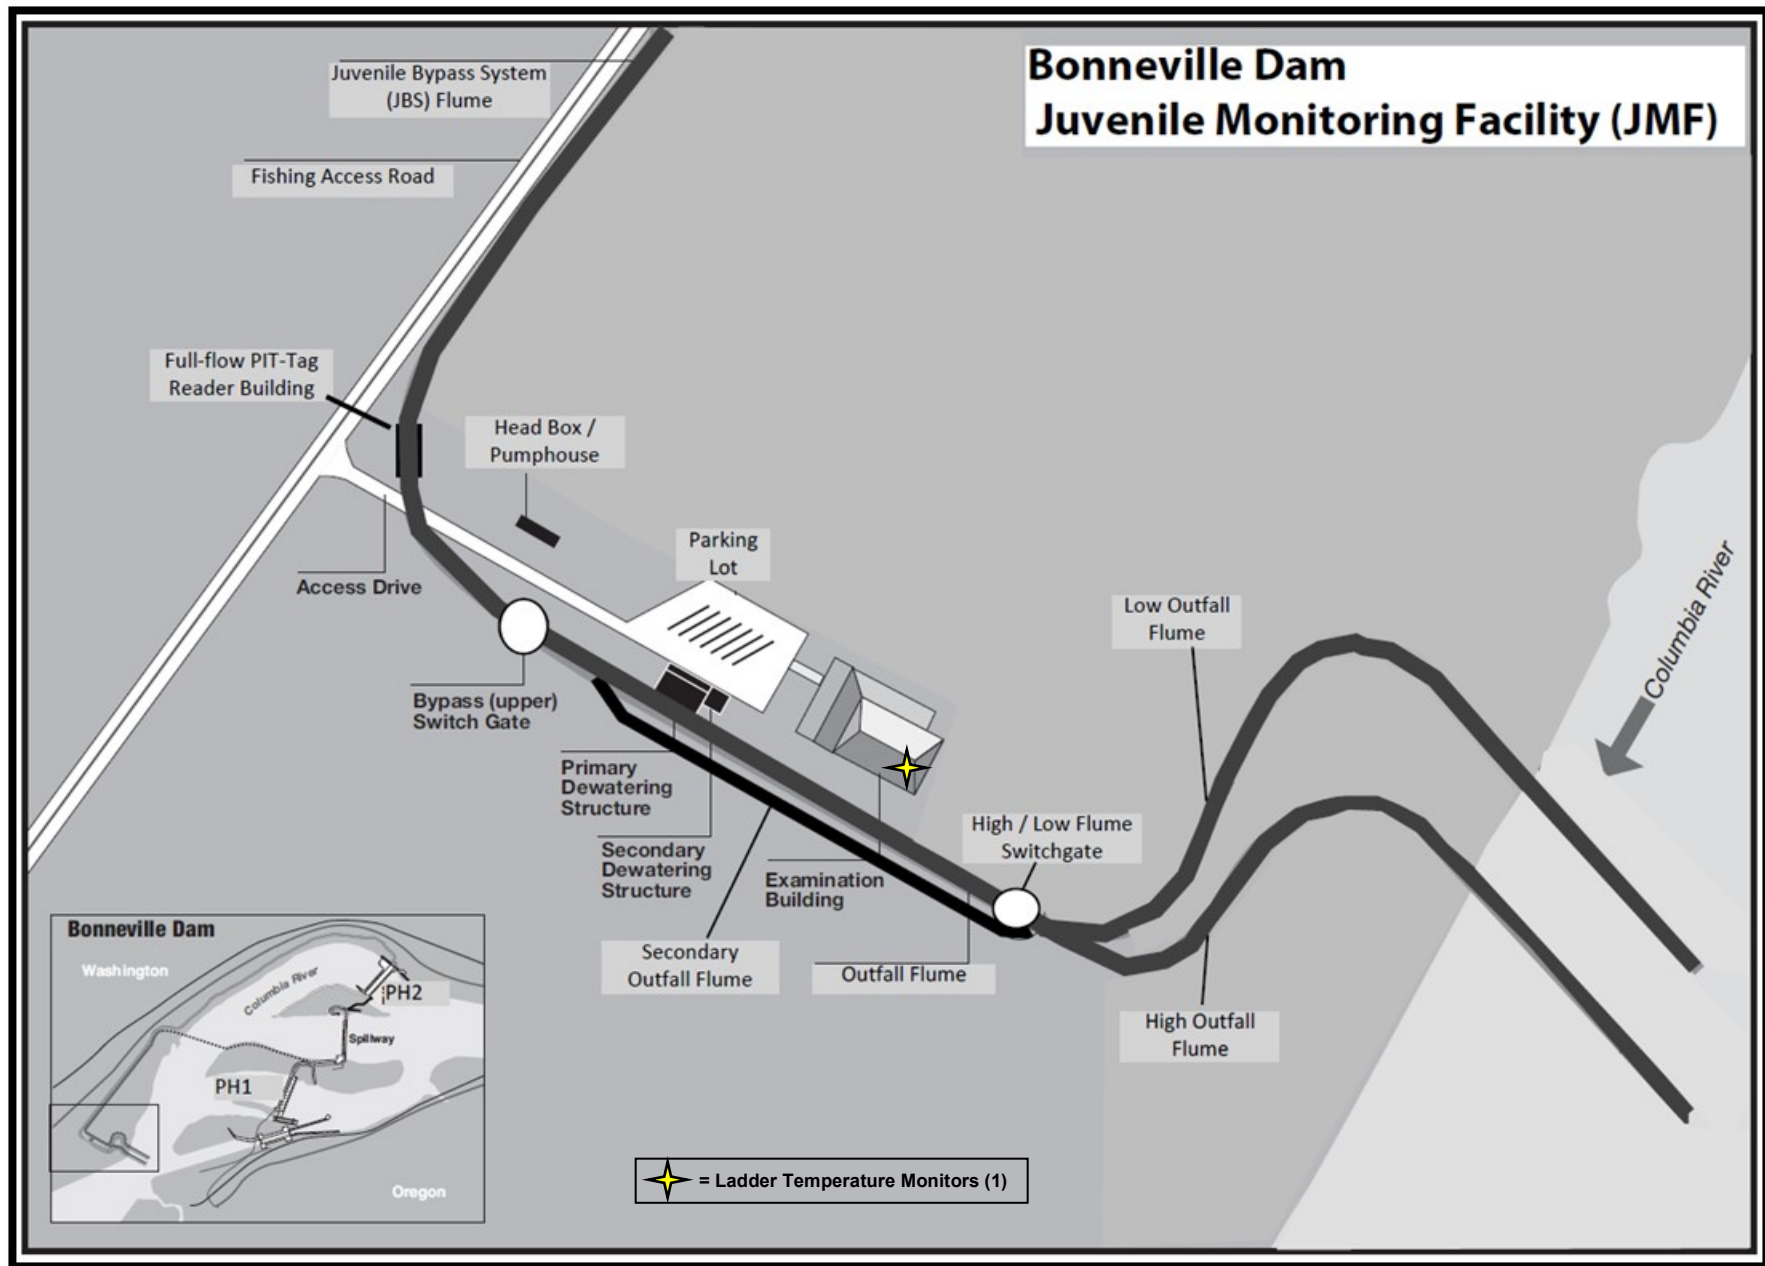 Bonneville Dam
Juvenile Monitoring Facility (JMF)
Juvenile Bypass System
(JBS) Flume
Fishing Access Road
Full-flow PIT-Tag
Reader Building
Head Box /
Pumphouse
Parking
Lot
Access Drive
Bypass (upper)
Switch Gate
Primary
Dewatering
Structure
Secondary
Dewatering
Structure
Examination
Building
Secondary
Outfall Flume
Outfall Flume
High / Low Flume
Switchgate
Low Outfall
Flume
High Outfall
Flume
Columbia River
Bonneville Dam
Washington
Columbia River
PH2
Spillway
PH1
Oregon
= Ladder Temperature Monitors (1)